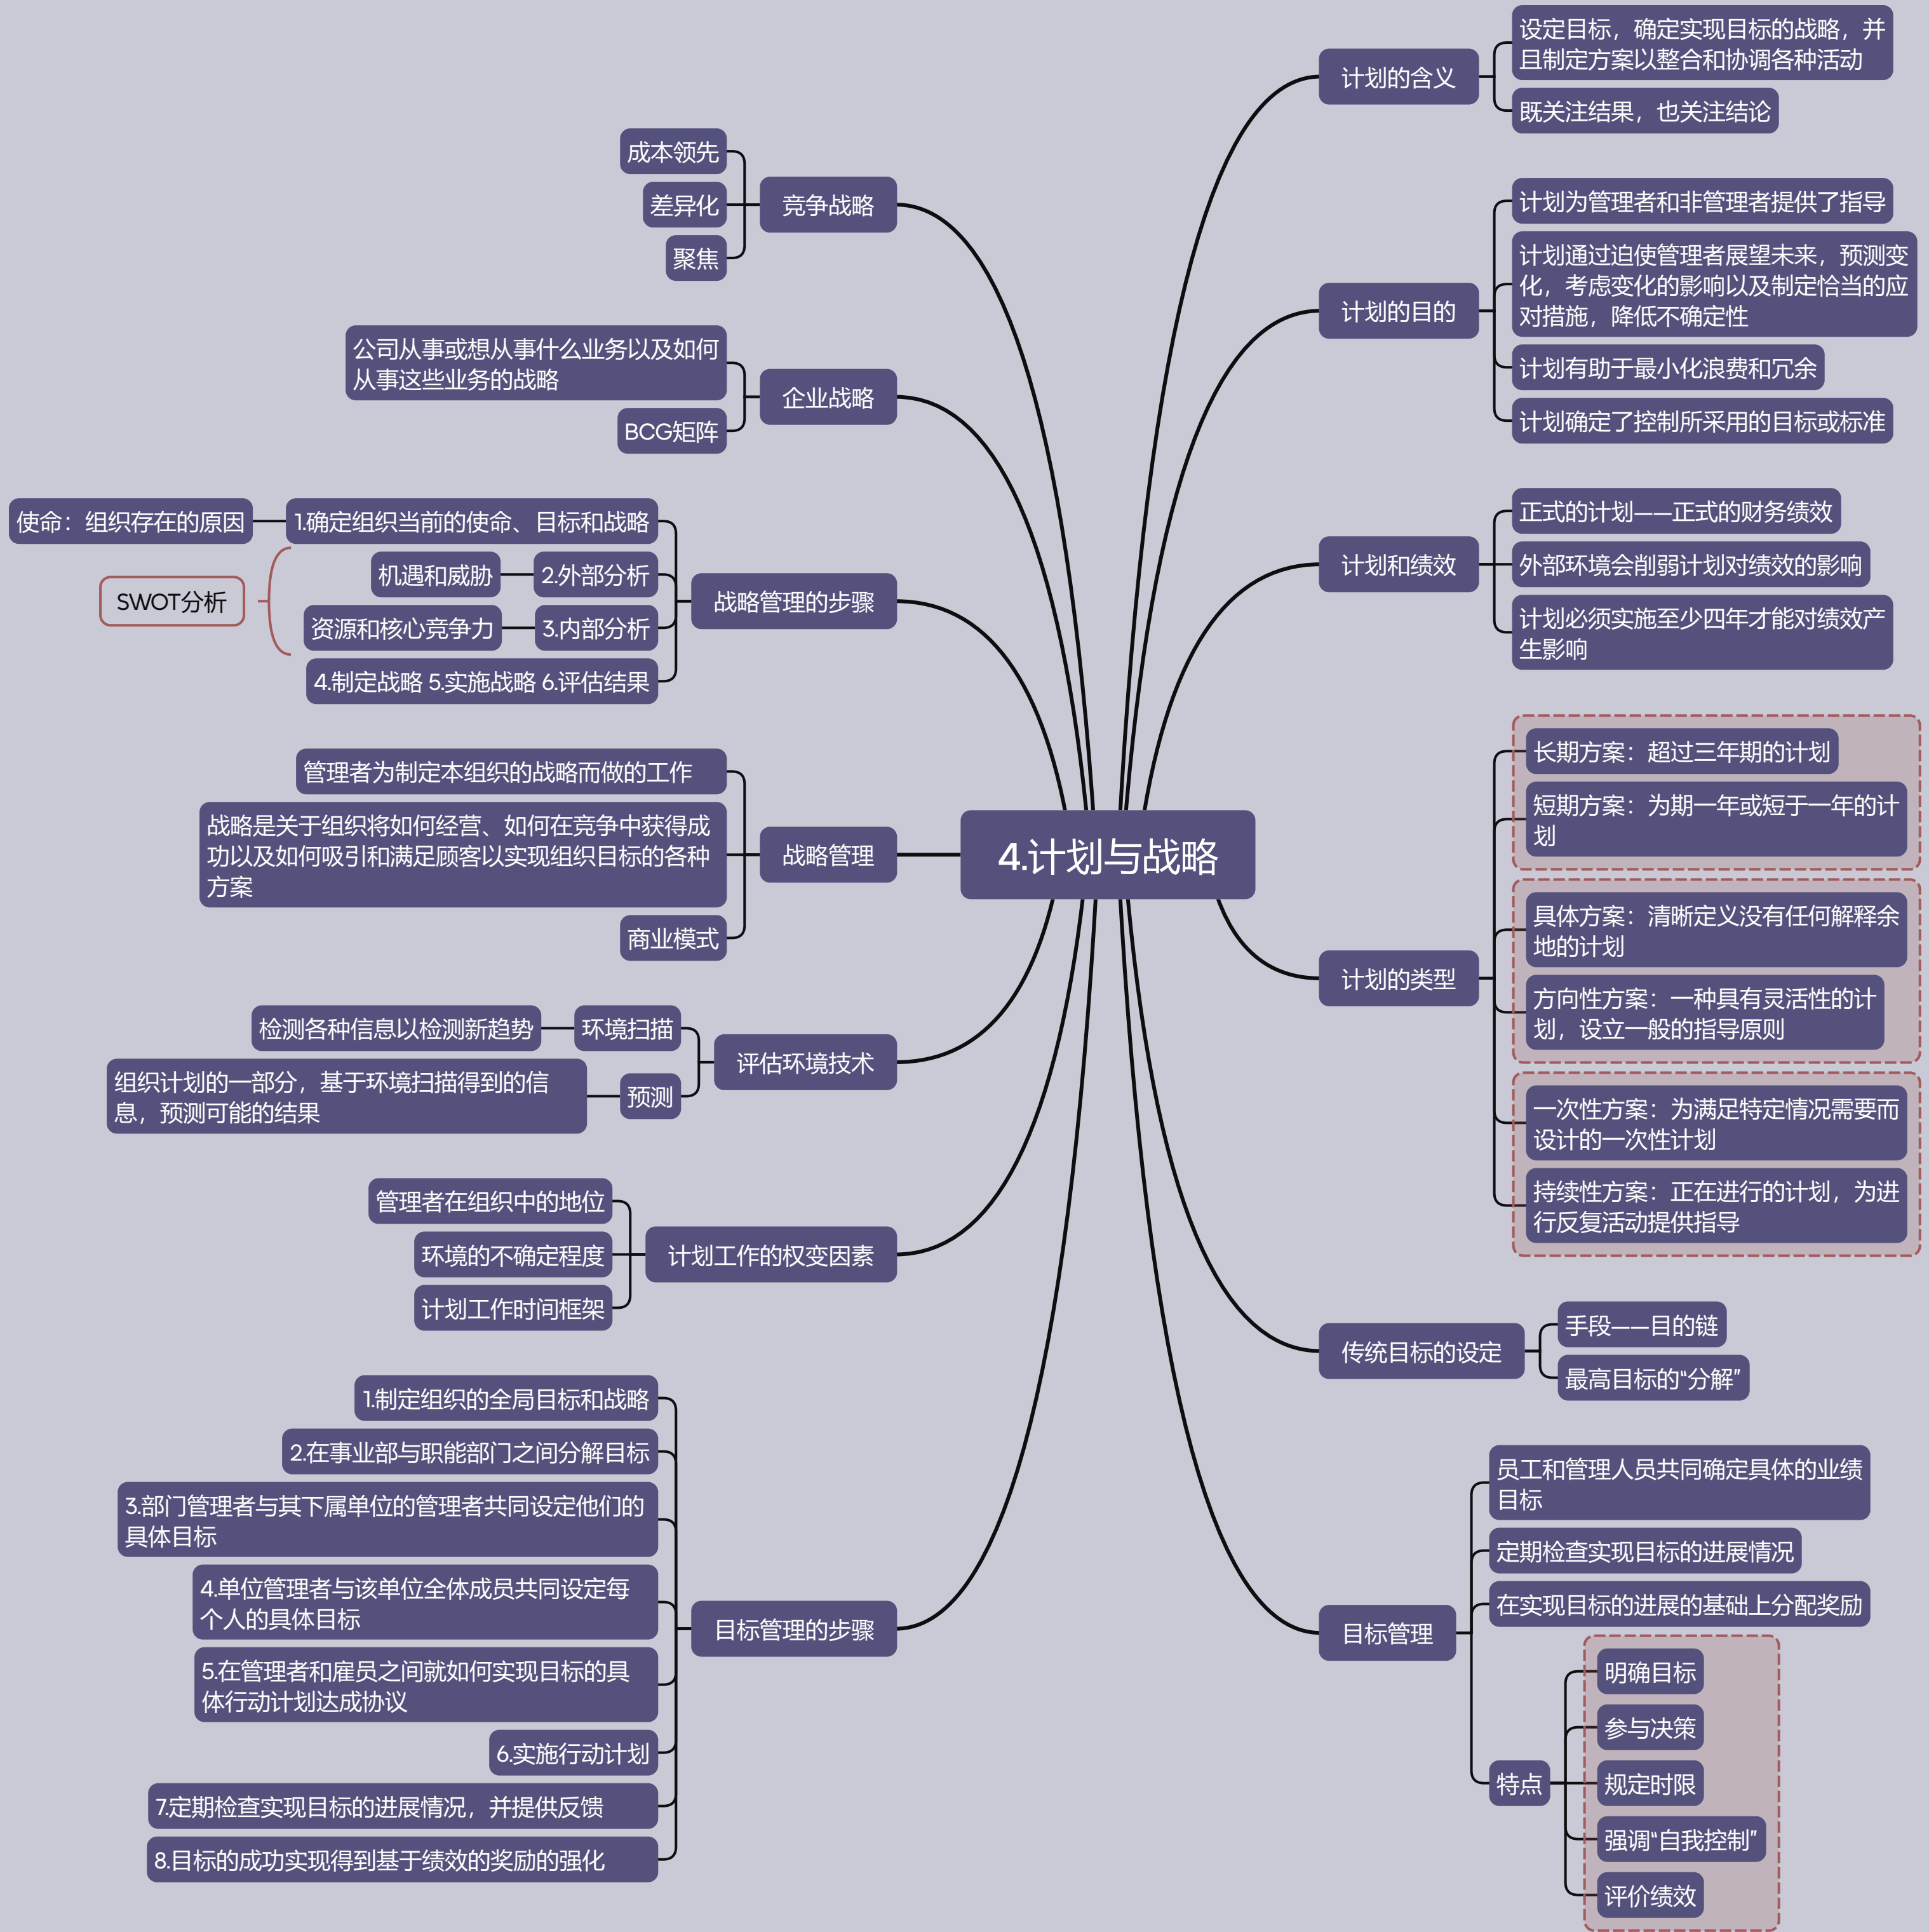 4.计划与战略
计划的含义
设定目标，确定实现目标的战略，并
且制定方案以整合和协调各种活动
既关注结果，也关注结论
计划的目的
计划为管理者和非管理者提供了指导
计划通过迫使管理者展望未来，预测变
化，考虑变化的影响以及制定恰当的应
对措施，降低不确定性
计划有助于最小化浪费和冗余
计划确定了控制所采用的目标或标准
计划和绩效
正式的计划——正式的财务绩效
外部环境会削弱计划对绩效的影响
计划必须实施至少四年才能对绩效产
生影响
计划的类型
长期方案：超过三年期的计划
短期方案：为期一年或短于一年的计
划
具体方案：清晰定义没有任何解释余
地的计划
方向性方案：一种具有灵活性的计
划，设立一般的指导原则
一次性方案：为满足特定情况需要而
设计的一次性计划
持续性方案：正在进行的计划，为进
行反复活动提供指导
传统目标的设定
手段——目的链
最高目标的“分解”
目标管理
员工和管理人员共同确定具体的业绩
目标
定期检查实现目标的进展情况
在实现目标的进展的基础上分配奖励
特点
明确目标
参与决策
规定时限
强调“自我控制”
评价绩效
竞争战略
成本领先
差异化
聚焦
企业战略
公司从事或想从事什么业务以及如何
从事这些业务的战略
BCG矩阵
战略管理的步骤
1.确定组织当前的使命、目标和战略
使命：组织存在的原因
2.外部分析
机遇和威胁
3.内部分析
资源和核心竞争力
SWOT分析
4.制定战略 5.实施战略 6.评估结果
战略管理
管理者为制定本组织的战略而做的工作
战略是关于组织将如何经营、如何在竞争中获得成
功以及如何吸引和满足顾客以实现组织目标的各种
方案
商业模式
评估环境技术
环境扫描
检测各种信息以检测新趋势
预测
组织计划的一部分，基于环境扫描得到的信
息，预测可能的结果
计划工作的权变因素
管理者在组织中的地位
环境的不确定程度
计划工作时间框架
目标管理的步骤
1.制定组织的全局目标和战略
2.在事业部与职能部门之间分解目标
3.部门管理者与其下属单位的管理者共同设定他们的
具体目标
4.单位管理者与该单位全体成员共同设定每
个人的具体目标
5.在管理者和雇员之间就如何实现目标的具
体行动计划达成协议
6.实施行动计划
7.定期检查实现目标的进展情况，并提供反馈
8.目标的成功实现得到基于绩效的奖励的强化